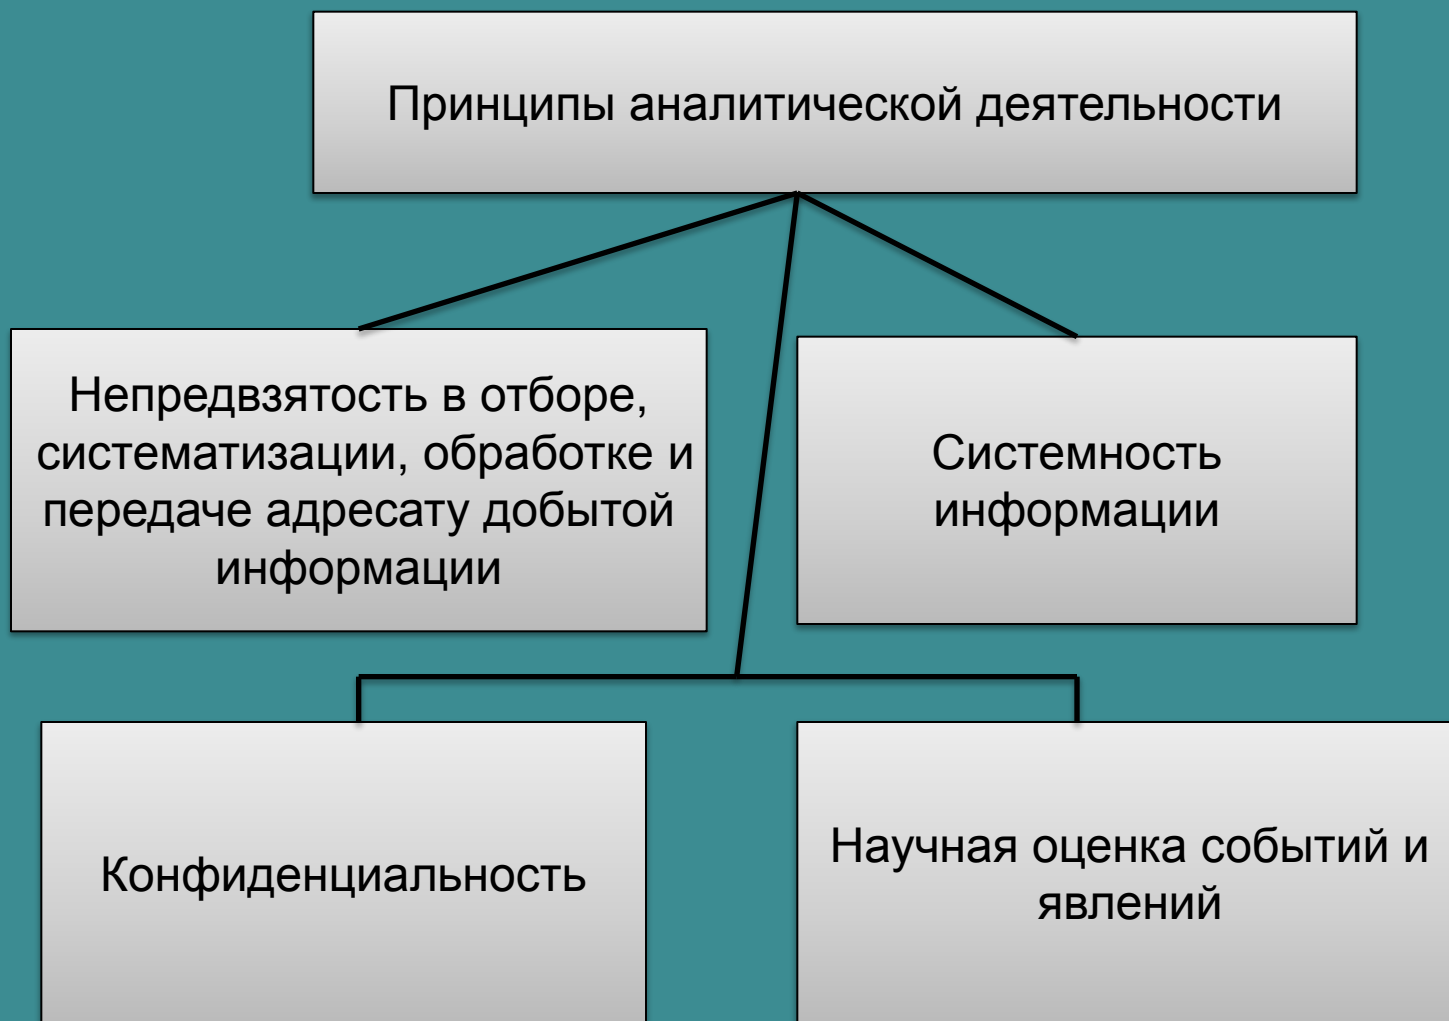 Принципы аналитической деятельности
Непредвзятость в отборе,
систематизации, обработке и
передаче адресату добытой
информации
Системность
информации
Конфиденциальность
Научная оценка событий и
явлений